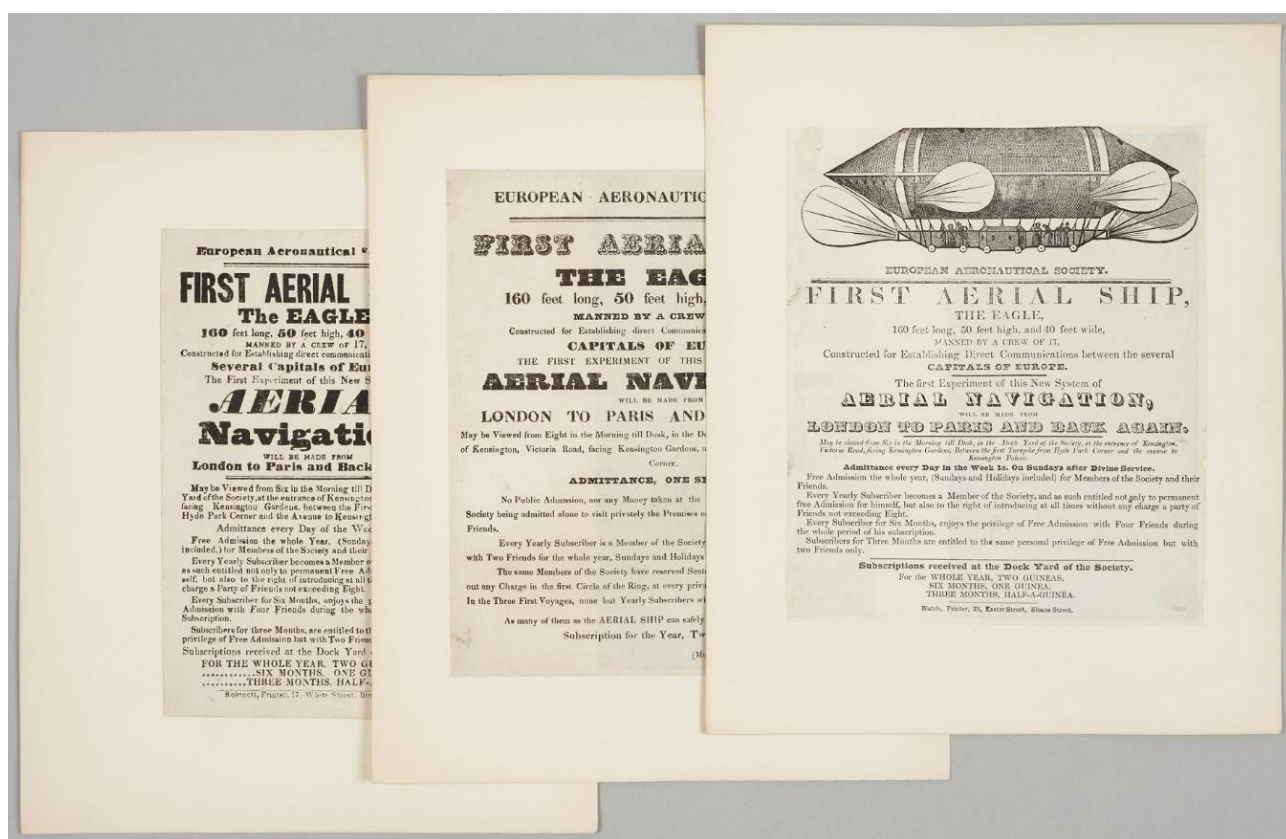 European Aeronautical
FIRST AERIAL
The EAGLE
160 feet long, 50 feet high, 40
MANNED BY A CREW OF 17,
Constructed for Establishing direct communicati
Several Capitals of Eu
The First Experiment of this New S
AERIA
Navigati
WILL BE MADE FROM
London to Paris and Back
May be Viewed from Six in the Morning till D
Yard of the Society, at the entrance of Kensington
facing Kensington Gardens, between the Fir
Hyde Park Corner and the Avenue to Kensingt
Admittance every Day of the Wee
Free Admission the whole Year, (Sunday
included,) for Members of the Society and their
Every Yearly Subscriber becomes a Member o
as such entitled not only to permanent Free Ad
self, but also to the right of introducing at all ti
charge a Party of Friends not exceeding Eight.
Every Subscriber for Six Months, enjoys the p
Admission with Four Friends during the who
Subscription.
Subscribers for three Months, are entitled to th
privilege of Free Admission but with Two Friend
Subscriptions received at the Dock Yard
FOR THE WHOLE YEAR, TWO GU
............SIX MONTHS, ONE GU
..........THREE MONTHS, HALF-
Printer, 17, White Street,
EUROPEAN AERONAUTIC
FIRST AERIA
THE EAG
160 feet long, 50 feet high,
MANNED BY A CREW
Constructed for Establishing direct Communica
CAPITALS OF EU
THE FIRST EXPERIMENT OF THIS
AERIAL NAVI
WILL BE MADE FROM
LONDON TO PARIS AND
May be Viewed from Eight in the Morning till Dusk, in the Do
of Kensington, Victoria Road, facing Kensington Gardens,
Corner.
ADMITTANCE, ONE S
No Public Admission, nor any Money taken at the
Society being admitted alone to visit privately the Premises o
Friends.
Every Yearly Subscriber is a Member of the Society
with Two Friends for the whole year, Sundays and Holidays
The same Members of the Society have reserved Seats
out any Charge in the first Circle of the Ring, at every priva
In the Three First Voyages, none but Yearly Subscribers wi
As many of them as the AERIAL SHIP can safely
Subscription for the Year, Tw
EUROPEAN AERONAUTICAL SOCIETY.
FIRST AERIAL SHIP,
THE EAGLE,
160 feet long, 50 feet high, and 40 feet wide,
MANNED BY A CREW OF 17,
Constructed for Establishing Direct Communications between the several
CAPITALS OF EUROPE.
The first Experiment of this New System of
AERIAL NAVIGATION,
WILL BE MADE FROM
LONDON TO PARIS AND BACK AGAIN.
May be viewed from Six in the Morning till Dusk, in the Dock Yard of the Society, at the entrance of Kensington,
Victoria Road, facing Kensington Gardens, Between the first Turnpike, from Hyde Park Corner and the avenue to
Kensington Palace.
Admittance every Day in the Week 1s. On Sundays after Divine Service.
Free Admission the whole year, (Sundays and Holidays included) for Members of the Society and their
Friends.
Every Yearly Subscriber becomes a Member of the Society, and as such entitled not only to permanent
free Admission for himself, but also to the right of introducing at all times without any charge a party of
Friends not exceeding Eight.
Every Subscriber for Six Months, enjoys the privilege of Free Admission with Four Friends during
the whole period of his subscription.
Subscribers for Three Months are entitled to the same personal privilege of Free Admission but with
two Friends only.
Subscriptions received at the Dock Yard of the Society.
For the WHOLE YEAR, TWO GUINEAS,
SIX MONTHS, ONE GUINEA,
THREE MONTHS, HALF-A-GUINEA.
Printer, 29, Exeter Street, Sloane Street.